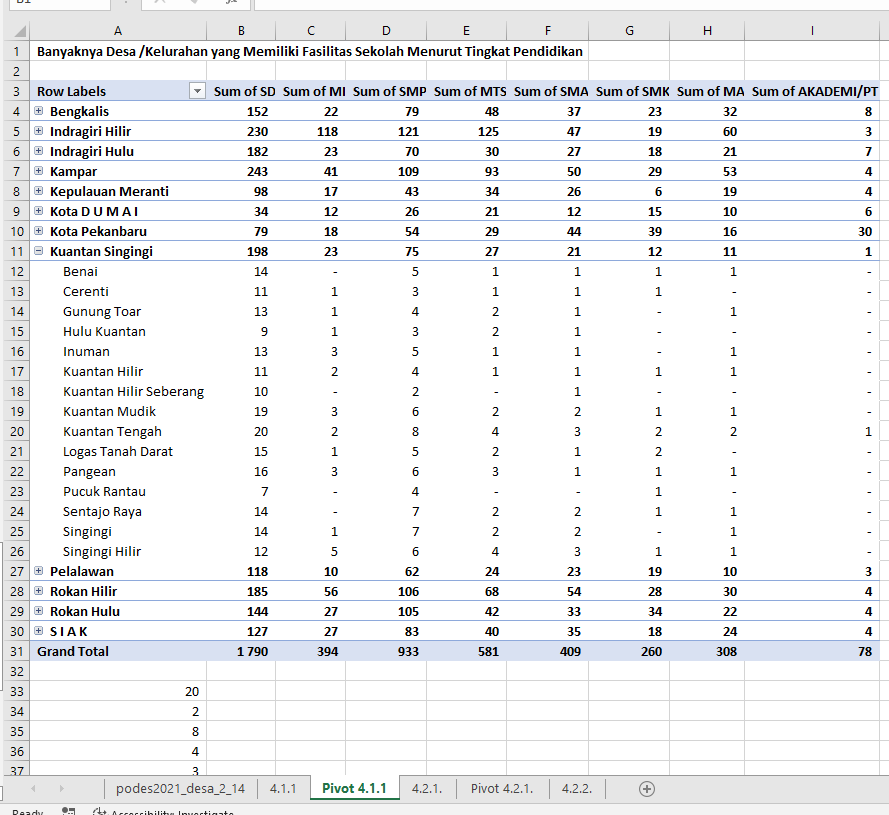 A B C D E F G H I
1 Banyaknya Desa /Kelurahan yang Memiliki Fasilitas Sekolah Menurut Tingkat Pendidikan
2
3 Row Labels Sum of SD Sum of MI Sum of SMP Sum of MTS Sum of SMA Sum of SMK Sum of MA Sum of AKADEMI/PT
4 Bengkalis 152 22 79 48 37 23 32 8
5 Indragiri Hilir 230 118 121 125 47 19 60 3
6 Indragiri Hulu 182 23 70 30 27 18 21 7
7 Kampar 243 41 109 93 50 29 53 4
8 Kepulauan Meranti 98 17 43 34 26 6 19 4
9 Kota D U M A I 34 12 26 21 12 15 10 6
10 Kota Pekanbaru 79 18 54 29 44 39 16 30
11 Kuantan Singingi 198 23 75 27 21 12 11 1
12 Benai 14 - 5 1 1 1 1 -
13 Cerenti 11 1 3 1 1 1 - -
14 Gunung Toar 13 1 4 2 1 - 1 -
15 Hulu Kuantan 9 1 3 2 1 - - -
16 Inuman 13 3 5 1 1 - 1 -
17 Kuantan Hilir 11 2 4 1 1 1 1 -
18 Kuantan Hilir Seberang 10 - 2 - 1 - - -
19 Kuantan Mudik 19 3 6 2 2 1 1 -
20 Kuantan Tengah 20 2 8 4 3 2 2 1
21 Logas Tanah Darat 15 1 5 2 1 2 - -
22 Pangean 16 3 6 3 1 1 1 -
23 Pucuk Rantau 7 - 4 - - 1 - -
24 Sentajo Raya 14 - 7 2 2 1 1 -
25 Singingi 14 1 7 2 2 - 1 -
26 Singingi Hilir 12 5 6 4 3 1 1 -
27 Pelalawan 118 10 62 24 23 19 10 3
28 Rokan Hilir 185 56 106 68 54 28 30 4
29 Rokan Hulu 144 27 105 42 33 34 22 4
30 S I A K 127 27 83 40 35 18 24 4
31 Grand Total 1 790 394 933 581 409 260 308 78
32
33 20
34 2
35 8
36 4
37 3
podes2021_desa_2_14 4.1.1 Pivot 4.1.1 4.2.1. Pivot 4.2.1. 4.2.2.
Ready Accessibility: Investigate